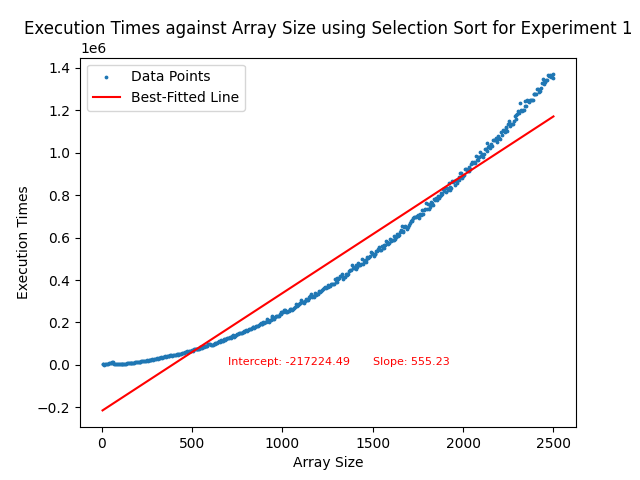 Execution Times against Array Size using Selection Sort for Experiment 1
1e6
Data Points
Best-Fitted Line
1.4
1.2
1.0
0.8
0.6
0.4
0.2
0.0
−0.2
Execution Times
Intercept: -217224.49 Slope: 555.23
0 500 1000 1500 2000 2500
Array Size